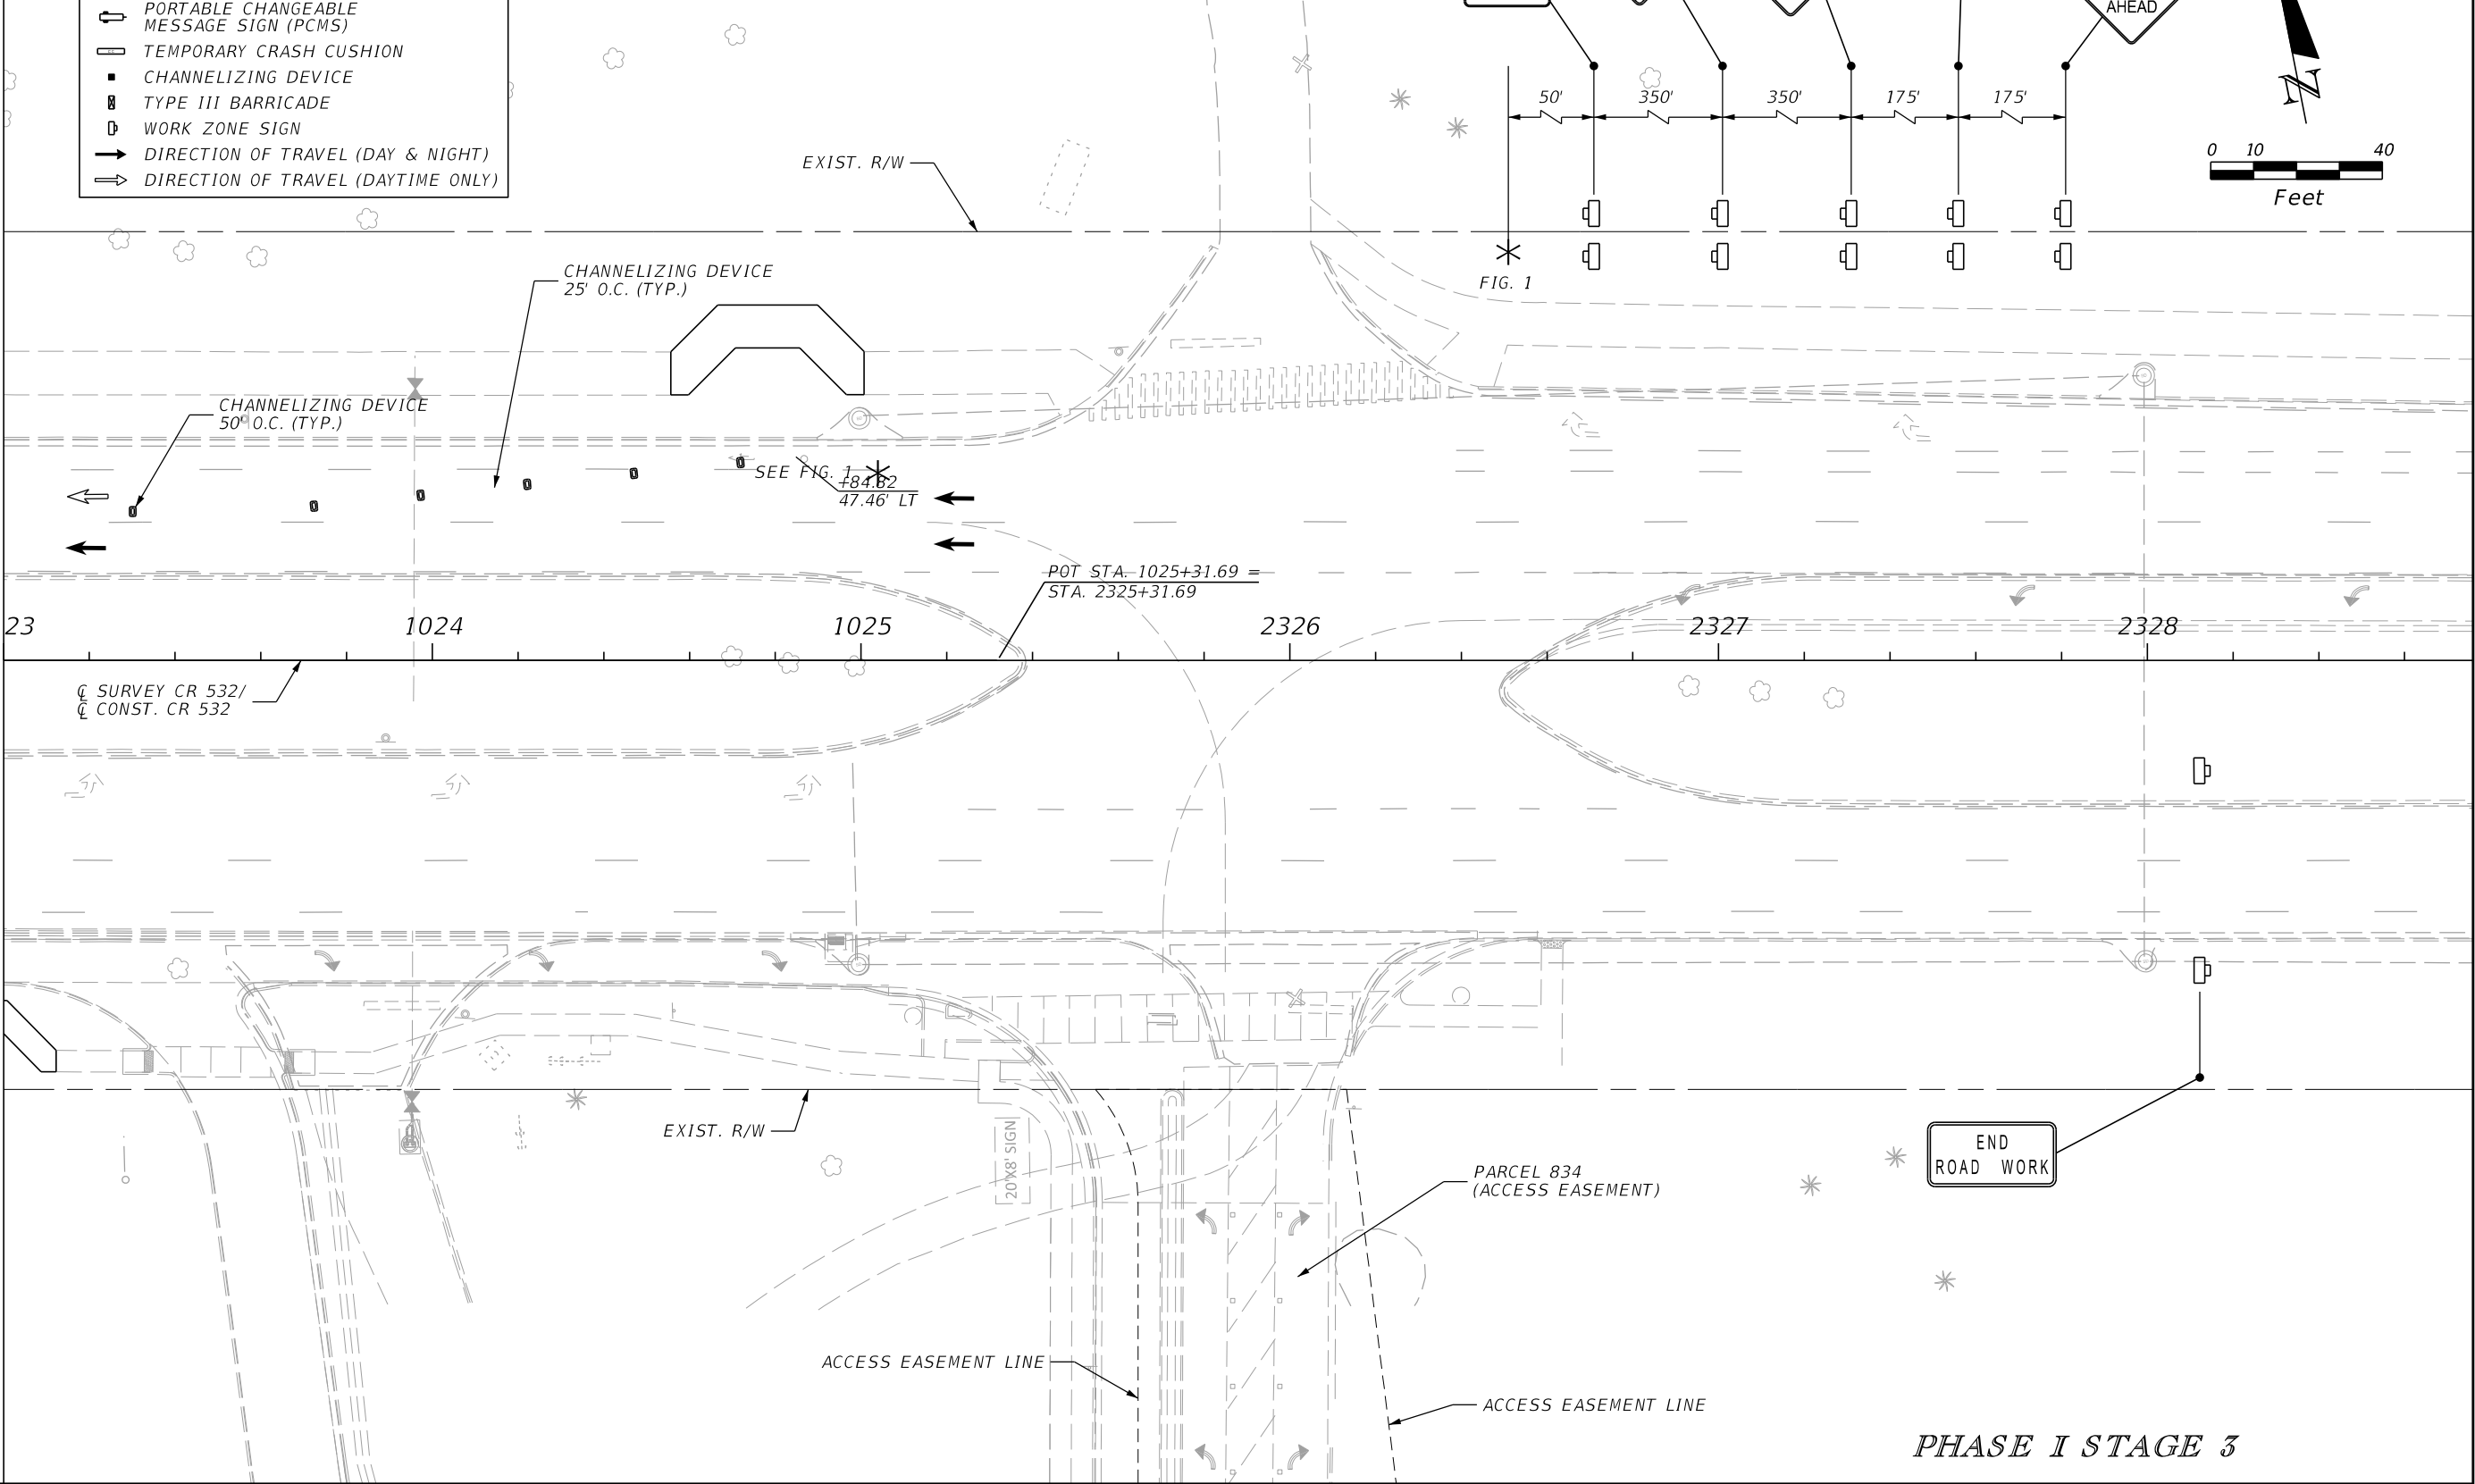 PORTABLE CHANGEABLE
MESSAGE SIGN (PCMS)
TEMPORARY CRASH CUSHION
CHANNELIZING DEVICE
TYPE III BARRICADE
WORK ZONE SIGN
DIRECTION OF TRAVEL (DAY & NIGHT)
DIRECTION OF TRAVEL (DAYTIME ONLY)
AHEAD
50'
350'
350'
175'
175'
N
0 10 40
Feet
EXIST. R/W
FIG. 1
CHANNELIZING DEVICE
25' O.C. (TYP.)
CHANNELIZING DEVICE
50' O.C. (TYP.)
SEE FIG. 1
+84.82
47.46' LT
POT STA. 1025+31.69 =
STA. 2325+31.69
23
1024
1025
2326
2327
2328
℄ SURVEY CR 532/
℄ CONST. CR 532
EXIST. R/W
20'X8' SIGN
END
ROAD WORK
PARCEL 834
(ACCESS EASEMENT)
ACCESS EASEMENT LINE
ACCESS EASEMENT LINE
PHASE I STAGE 3